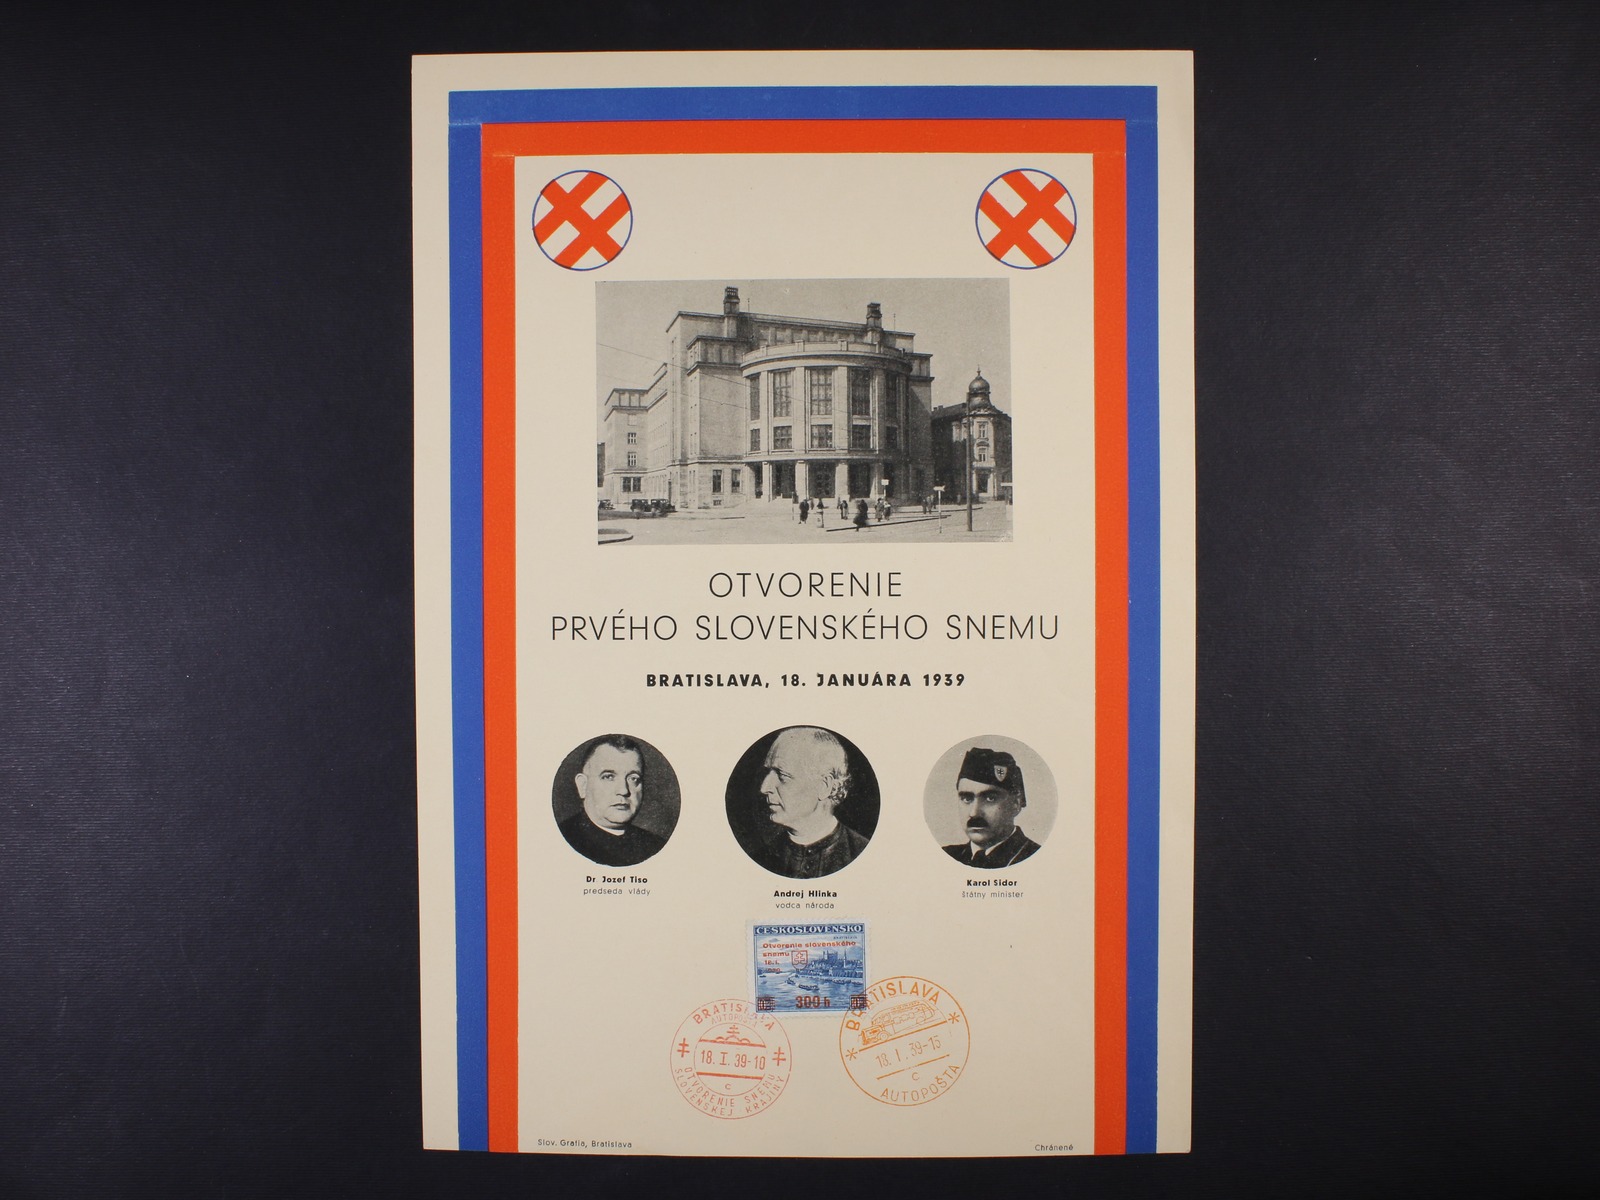 OTVORENIE
PRVÉHO SLOVENSKÉHO SNEMU
BRATISLAVA, 18. JANUÁRA 1939
Dr. Jozef Tiso
predseda vlády
Andrej Hlinka
vodca národa
Karol Sidor
štátny minister
ČESKOSLOVENSKO
Otvorenie slovenského
snemu
18.I.
300 h
BRATISLAVA
AUTOPOŠTA
18. I. 39-10
c
OTVORENIE SNEMU
SLOVENSKEJ KRAJINY
BRATISLAVA
18. I. 39-15
c
AUTOPOŠTA
Slov. Grafia, Bratislava
Chránené